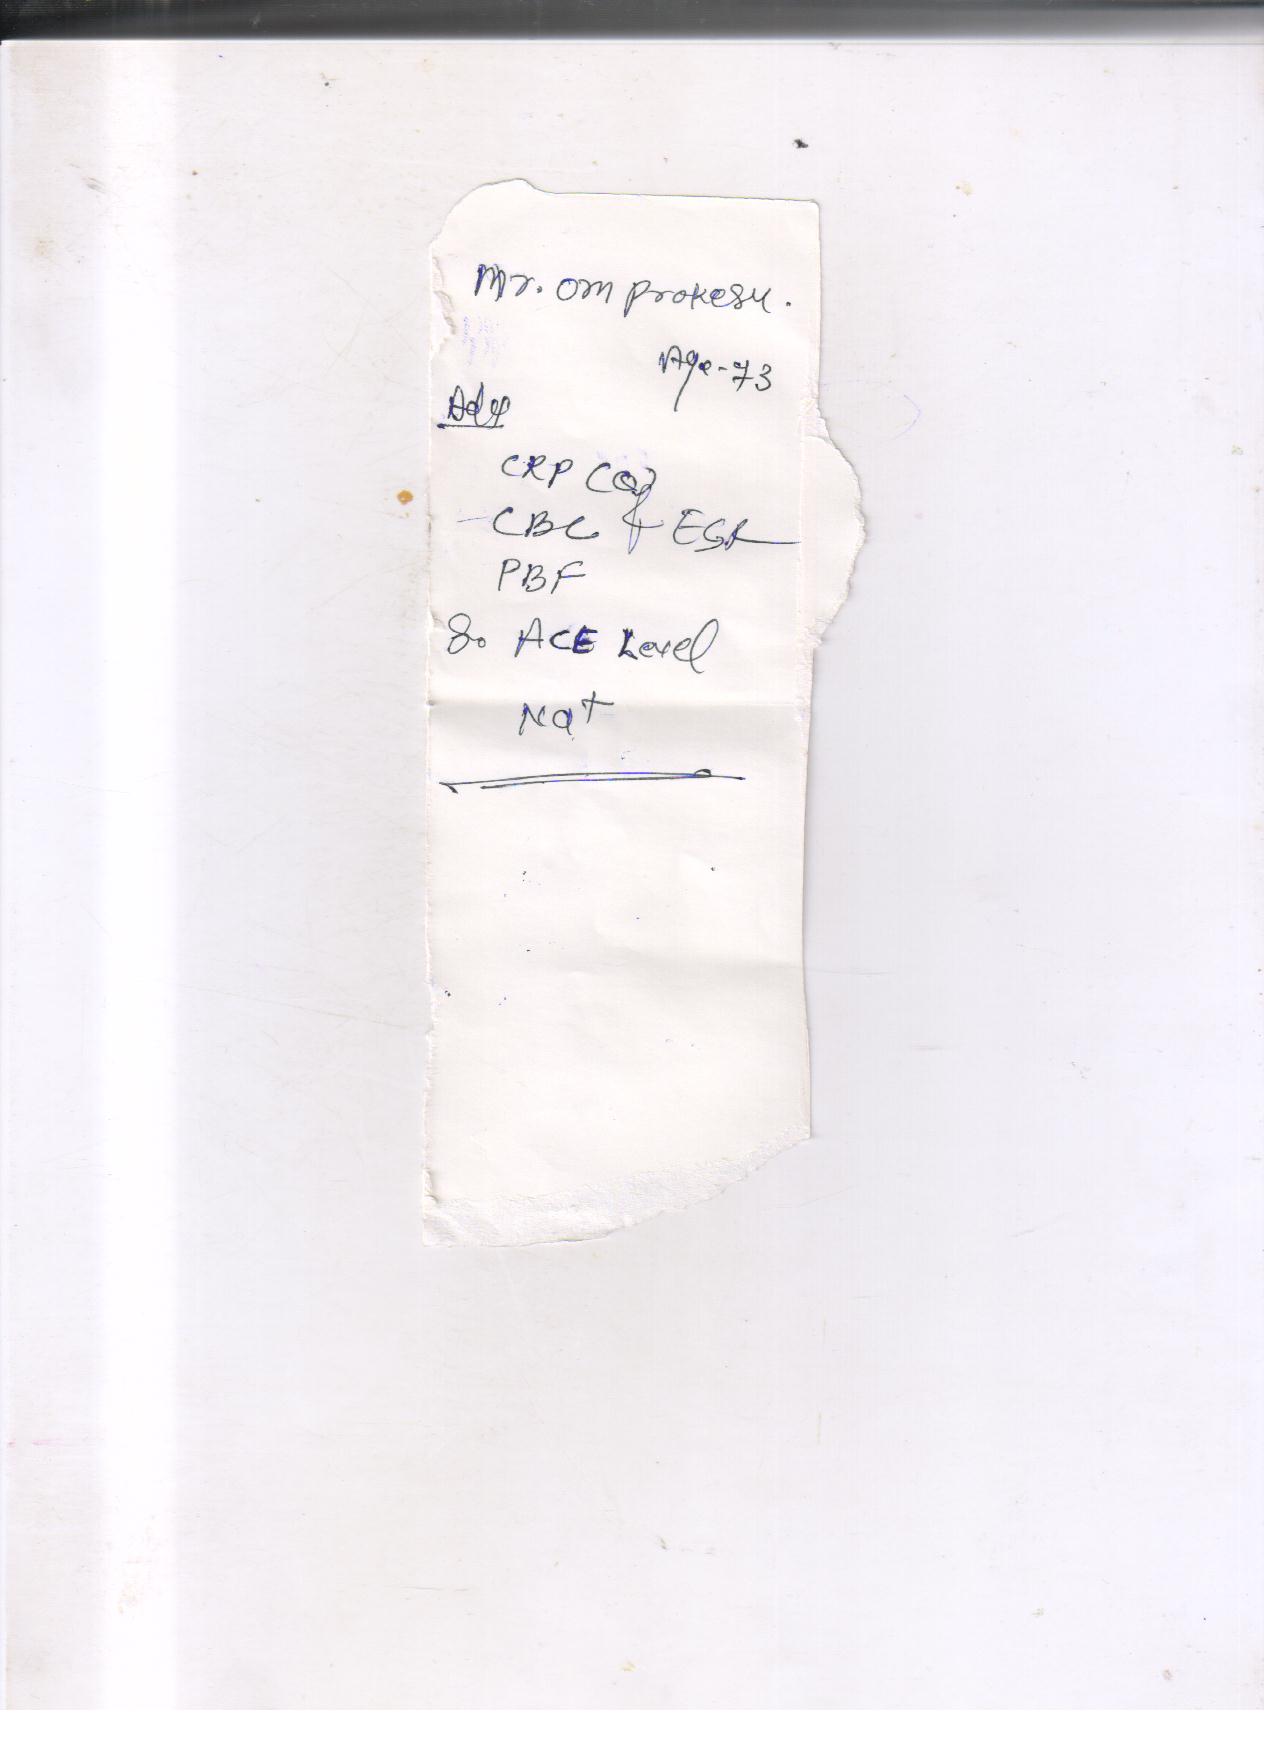 Mr. Om Prokesh.
Age-73
Adv
CRP (Q)
CBC & ESR
PBF
So ACE Level
Na+